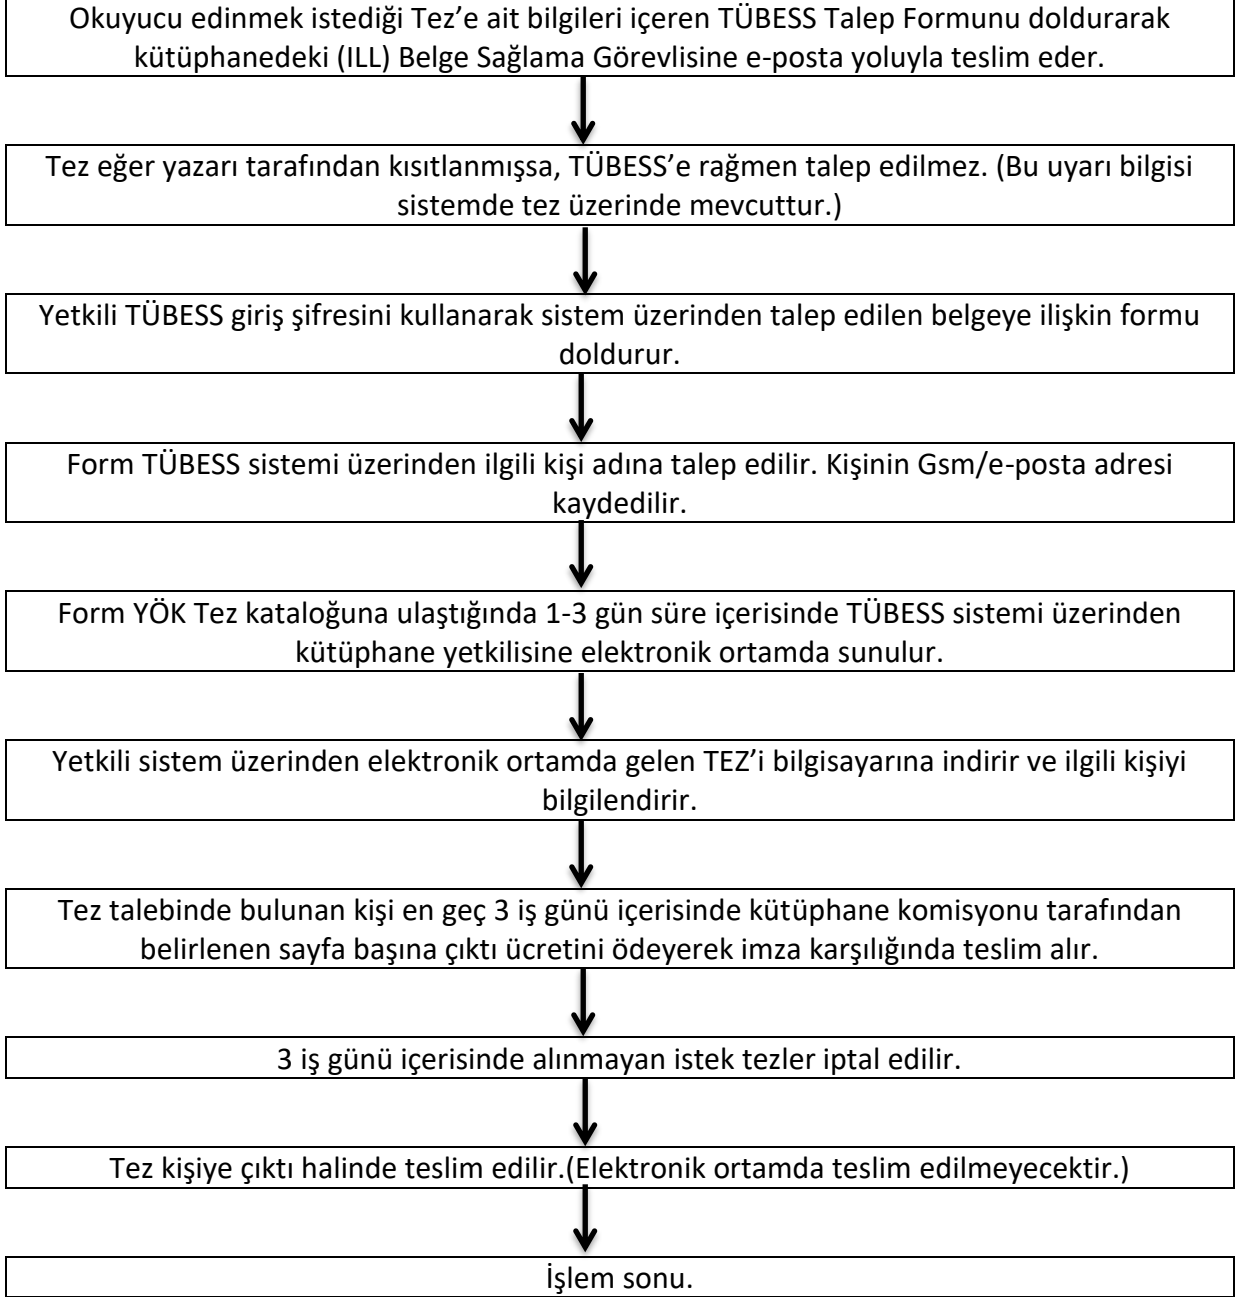 Okuyucu edinmek istediği Tez’e ait bilgileri içeren TÜBESS Talep Formunu doldurarak
kütüphanedeki (ILL) Belge Sağlama Görevlisine e-posta yoluyla teslim eder.
Tez eğer yazarı tarafından kısıtlanmışsa, TÜBESS’e rağmen talep edilmez. (Bu uyarı bilgisi
sistemde tez üzerinde mevcuttur.)
Yetkili TÜBESS giriş şifresini kullanarak sistem üzerinden talep edilen belgeye ilişkin formu
doldurur.
Form TÜBESS sistemi üzerinden ilgili kişi adına talep edilir. Kişinin Gsm/e-posta adresi
kaydedilir.
Form YÖK Tez kataloğuna ulaştığında 1-3 gün süre içerisinde TÜBESS sistemi üzerinden
kütüphane yetkilisine elektronik ortamda sunulur.
Yetkili sistem üzerinden elektronik ortamda gelen TEZ’i bilgisayarına indirir ve ilgili kişiyi
bilgilendirir.
Tez talebinde bulunan kişi en geç 3 iş günü içerisinde kütüphane komisyonu tarafından
belirlenen sayfa başına çıktı ücretini ödeyerek imza karşılığında teslim alır.
3 iş günü içerisinde alınmayan istek tezler iptal edilir.
Tez kişiye çıktı halinde teslim edilir.(Elektronik ortamda teslim edilmeyecektir.)
İşlem sonu.